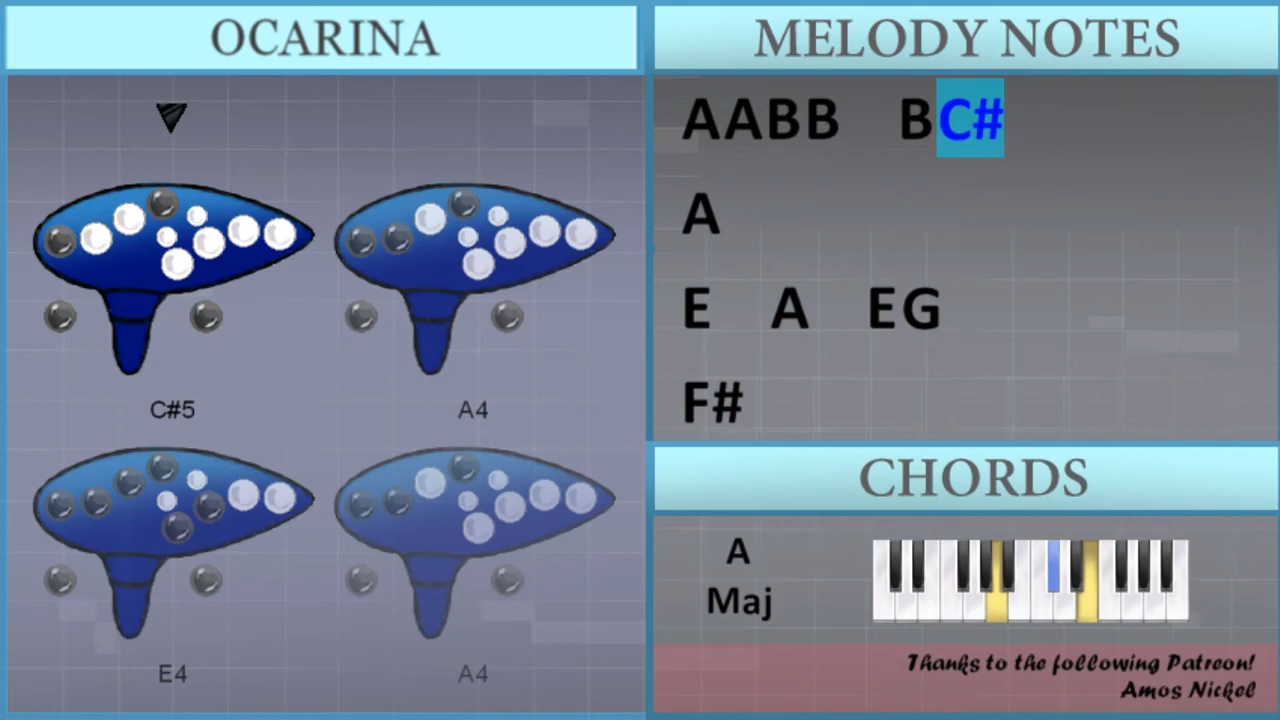 OCARINA
C#5 A4
E4 A4
MELODY NOTES
AABB BC#
A
E A EG
F#
CHORDS
A
Maj
Thanks to the following Patreon!
Amos Nickel